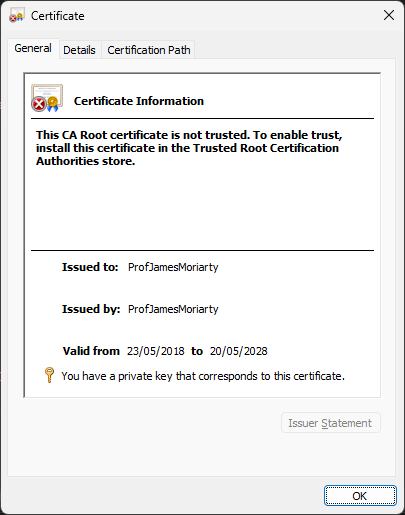 Certificate
General Details Certification Path
Certificate Information
This CA Root certificate is not trusted. To enable trust,
install this certificate in the Trusted Root Certification
Authorities store.
Issued to: ProfJamesMoriarty
Issued by: ProfJamesMoriarty
Valid from 23/05/2018 to 20/05/2028
You have a private key that corresponds to this certificate.
Issuer Statement
OK